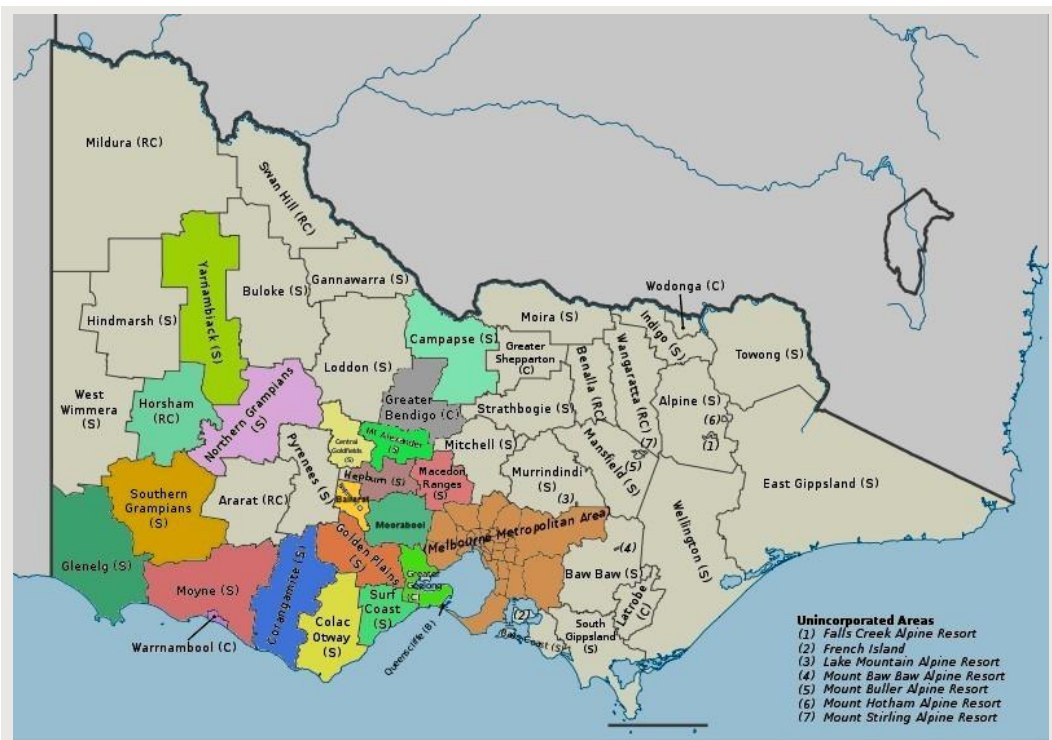 Mildura (RC)
Swan Hill (RC)
Yarriambiack (S)
Buloke (S)
Gannawarra (S)
Hindmarsh (S)
Wodonga (C)
Moira (S)
Indigo (S)
Campapse (S)
Greater
Shepparton
(C)
Benalla (RC)
Wangaratta (RC)
Towong (S)
Loddon (S)
West
Wimmera
(S)
Horsham
(RC)
Northern Grampians
(S)
Greater
Bendigo (C)
Strathbogie (S)
Alpine (S)
(6)
(1)
(7)
(5)
Central
Goldfields
(S)
Mt Alexander
(S)
Mitchell (S)
Mansfield (S)
Pyrenees (S)
Hepburn (S)
Macedon
Ranges
(S)
Murrindindi
(S)
(3)
East Gippsland (S)
Southern
Grampians
(S)
Ararat (RC)
Ballarat
Moorabool
Melbourne Metropolitan Area
Wellington (S)
Glenelg (S)
Moyne (S)
Corangamite (S)
Golden Plains
(S)
Greater
Geelong
(C)
(4)
Baw Baw (S)
Latrobe
(C)
Surf
Coast
(S)
Colac
Otway
(S)
Warrnambool (C)
Queenscliffe (B)
(2)
Bass Coast (S)
South
Gippsland
(S)
Unincorporated Areas
(1) Falls Creek Alpine Resort
(2) French Island
(3) Lake Mountain Alpine Resort
(4) Mount Baw Baw Alpine Resort
(5) Mount Buller Alpine Resort
(6) Mount Hotham Alpine Resort
(7) Mount Stirling Alpine Resort